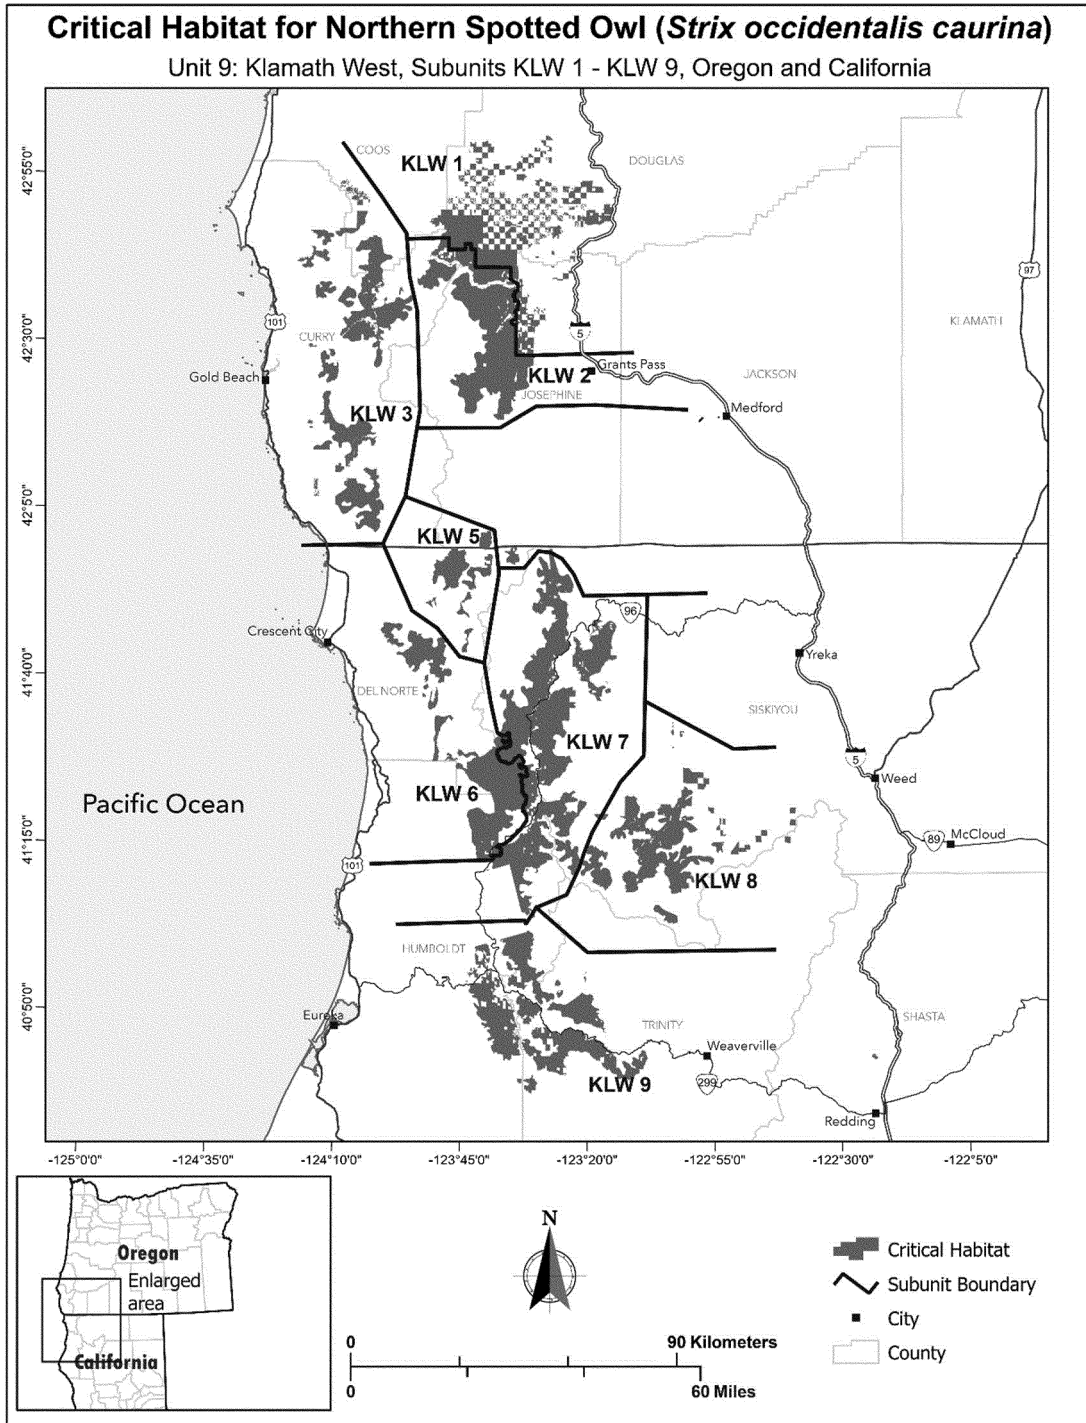 Critical Habitat for Northern Spotted Owl (Strix occidentalis caurina)
Unit 9: Klamath West, Subunits KLW 1 - KLW 9, Oregon and California
42°55'0"
42°30'0"
42°5'0"
41°40'0"
41°15'0"
40°50'0"
COOS
KLW 1
DOUGLAS
97
101
CURRY
5
KLAMATH
Gold Beach
KLW 2
Grants Pass
JACKSON
JOSEPHINE
KLW 3
Medford
KLW 5
96
Crescent City
Yreka
DEL NORTE
SISKIYOU
KLW 7
5
Weed
KLW 6
Pacific Ocean
89
McCloud
101
KLW 8
HUMBOLDT
Eureka
TRINITY
SHASTA
Weaverville
KLW 9
299
Redding
-125°0'0"
-124°35'0"
-124°10'0"
-123°45'0"
-123°20'0"
-122°55'0"
-122°30'0"
-122°5'0"
Oregon
Enlarged
area
California
N
0
90 Kilometers
0
60 Miles
Critical Habitat
Subunit Boundary
City
County